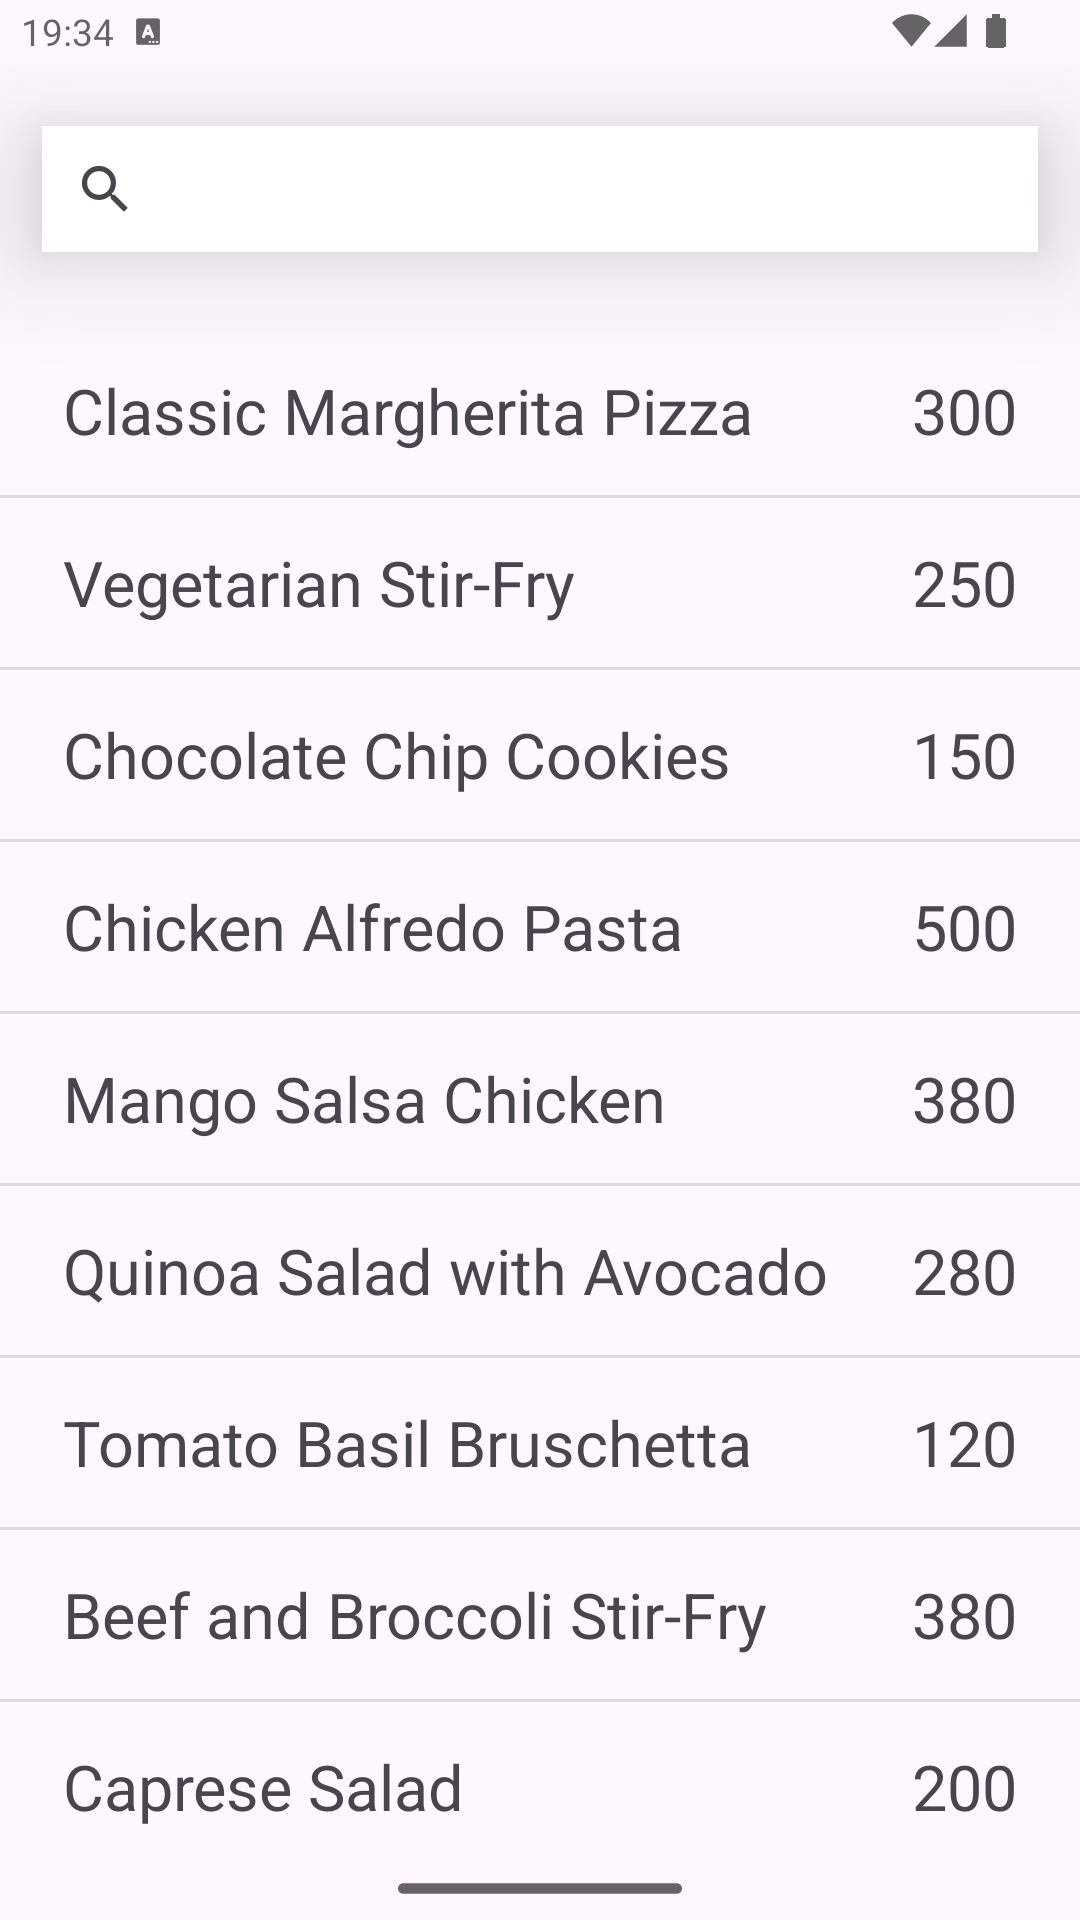 19:34
Classic Margherita Pizza 300
Vegetarian Stir-Fry 250
Chocolate Chip Cookies 150
Chicken Alfredo Pasta 500
Mango Salsa Chicken 380
Quinoa Salad with Avocado 280
Tomato Basil Bruschetta 120
Beef and Broccoli Stir-Fry 380
Caprese Salad 200